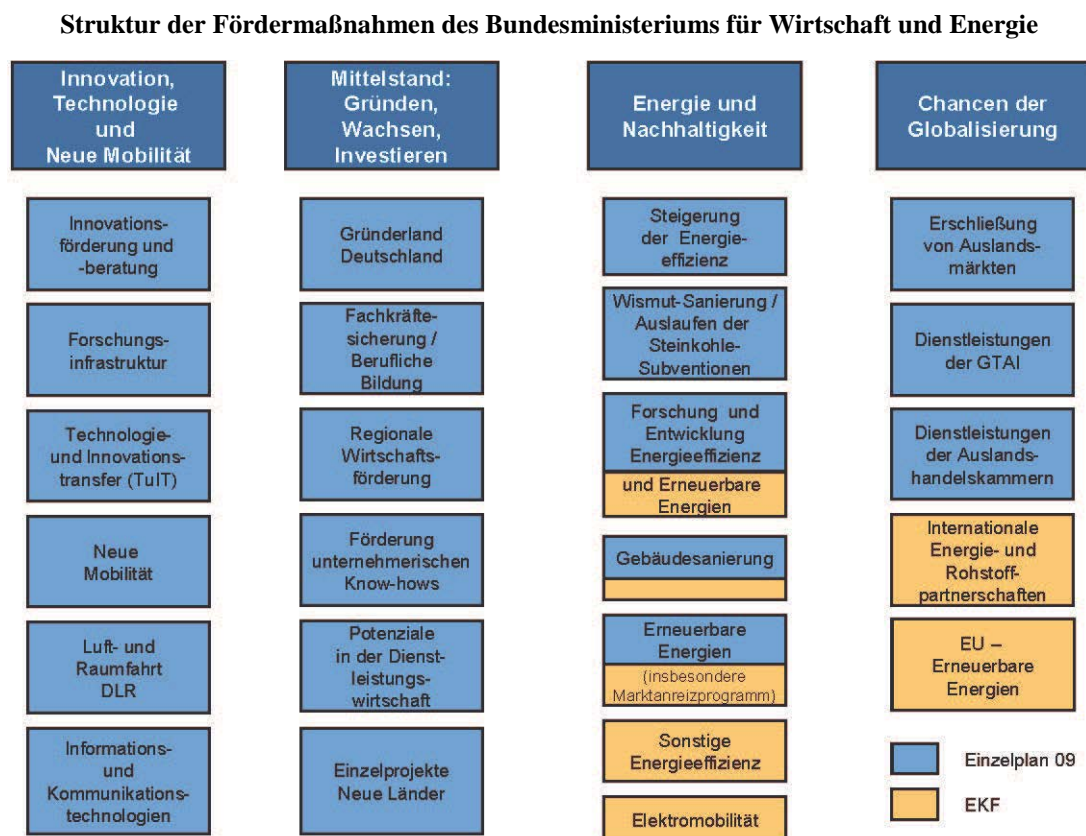 Struktur der Fördermaßnahmen des Bundesministeriums für Wirtschaft und Energie
Innovation,
Technologie
und
Neue Mobilität
Innovations-
förderung und
-beratung
Forschungs-
infrastruktur
Technologie-
und Innovations-
transfer (TuIT)
Neue
Mobilität
Luft- und
Raumfahrt
DLR
Informations-
und
Kommunikations-
technologien
Mittelstand:
Gründen,
Wachsen,
Investieren
Gründerland
Deutschland
Fachkräfte-
sicherung /
Berufliche
Bildung
Regionale
Wirtschafts-
förderung
Förderung
unternehmerischen
Know-hows
Potenziale
in der Dienst-
leistungs-
wirtschaft
Einzelprojekte
Neue Länder
Energie und
Nachhaltigkeit
Steigerung
der Energie-
effizienz
Wismut-Sanierung /
Auslaufen der
Steinkohle-
Subventionen
Forschung und
Entwicklung
Energieeffizienz
und Erneuerbare
Energien
Gebäudesanierung
Erneuerbare
Energien
(insbesondere
Marktanreizprogramm)
Sonstige
Energieeffizienz
Elektromobilität
Chancen der
Globalisierung
Erschließung
von Auslands-
märkten
Dienstleistungen
der GTAI
Dienstleistungen
der Auslands-
handelskammern
Internationale
Energie- und
Rohstoff-
partnerschaften
EU –
Erneuerbare
Energien
Einzelplan 09
EKF